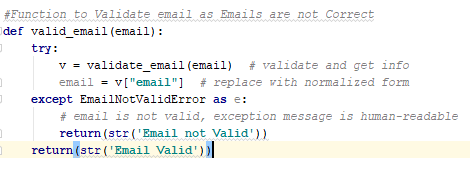 #Function to Validate email as Emails are not Correct
def valid_email(email):
    try:
        v = validate_email(email)  # validate and get info
        email = v["email"]  # replace with normalized form
    except EmailNotValidError as e:
        # email is not valid, exception message is human-readable
        return(str('Email not Valid'))
    return(str('Email Valid'))